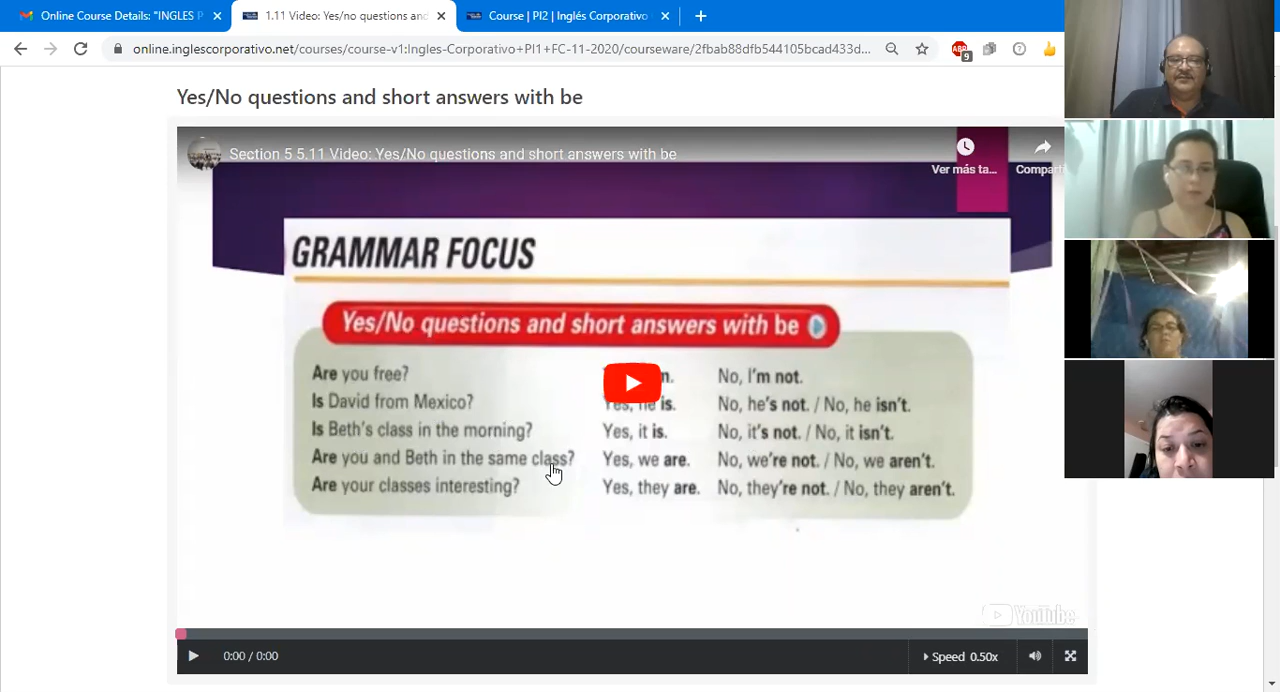 Online Course Details: "INGLES P
1.11 Video: Yes/no questions and
Course | PI2 | Inglés Corporativo
online.inglescorporativo.net/courses/course-v1:Ingles-Corporativo+PI1+FC-11-2020/courseware/2fbab88dfb544105bcad433d...
ABP
9
Yes/No questions and short answers with be
Section 5 5.11 Video: Yes/No questions and short answers with be
Ver más ta...
Comparti
GRAMMAR FOCUS
Yes/No questions and short answers with be
Are you free? No, I'm not.
Is David from Mexico? Yes, he is. No, he's not. / No, he isn't.
Is Beth's class in the morning? Yes, it is. No, it's not. / No, it isn't.
Are you and Beth in the same class? Yes, we are. No, we're not. / No, we aren't.
Are your classes interesting? Yes, they are. No, they're not. / No, they aren't.
YouTube
0:00 / 0:00
Speed 0.50x